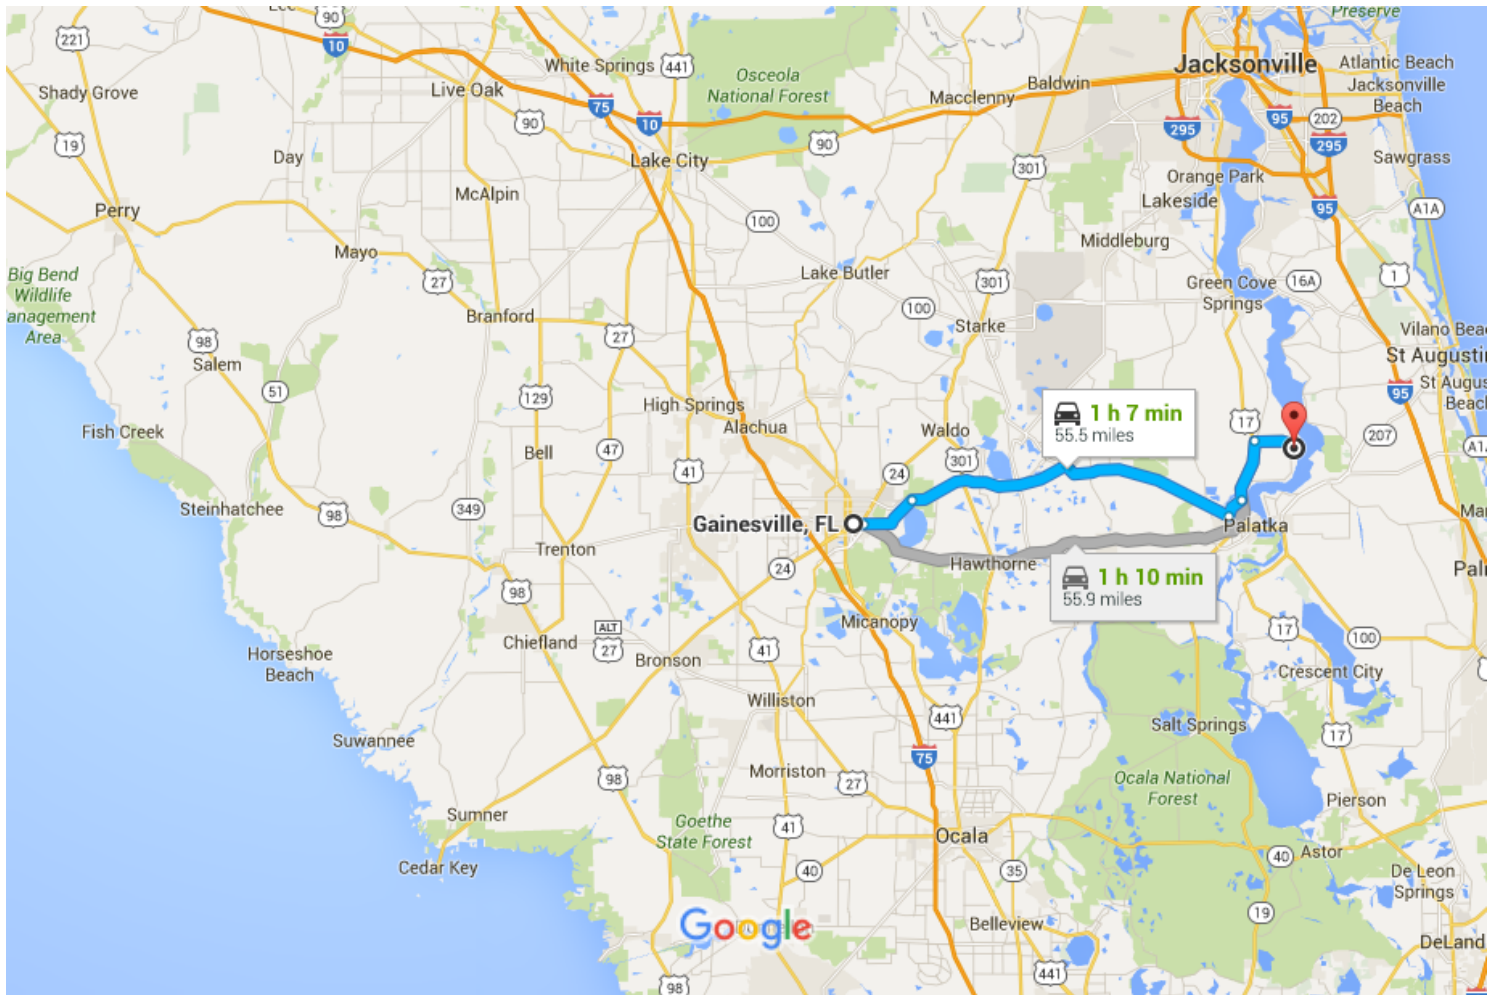 Preserve
90
221
10
White Springs
441
Osceola
National Forest
Jacksonville
Atlantic Beach
Jacksonville
Beach
Shady Grove
Live Oak
75
Baldwin
Macclenny
90
10
90
295
95
202
295
19
Day
Lake City
301
Sawgrass
McAlpin
Orange Park
Lakeside
95
A1A
Perry
100
Middleburg
Mayo
Lake Butler
Big Bend
Wildlife
anagement
Area
27
301
Green Cove
Springs
16A
1
Branford
100
Starke
98
27
Vilano Bea
Salem
St Augusti
51
129
95
St Augus
Beach
High Springs
1 h 7 min
55.5 miles
17
Fish Creek
Alachua
Waldo
207
A1
Bell
47
41
24
301
Steinhatchee
98
349
Gainesville, FL
Palatka
Mar
Trenton
24
Hawthorne
1 h 10 min
55.9 miles
Palm
98
Micanopy
17
100
ALT
27
Chiefland
41
Horseshoe
Beach
Bronson
Crescent City
Williston
441
Salt Springs
17
Suwannee
75
98
Morriston
27
Ocala National
Forest
Pierson
Sumner
Goethe
State Forest
41
Ocala
40
Astor
Cedar Key
40
35
De Leon
Springs
19
Google
Belleview
DeLand
441
98